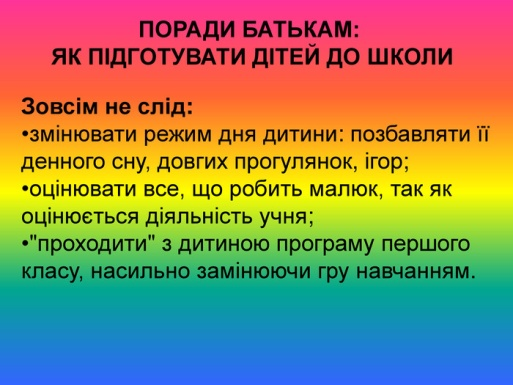 ПОРАДИ БАТЬКАМ:
ЯК ПІДГОТУВАТИ ДІТЕЙ ДО ШКОЛИ
Зовсім не слід:
•змінювати режим дня дитини: позбавляти її
денного сну, довгих прогулянок, ігор;
•оцінювати все, що робить малюк, так як
оцінюється діяльність учня;
•"проходити" з дитиною програму першого
класу, насильно замінюючи гру навчанням.